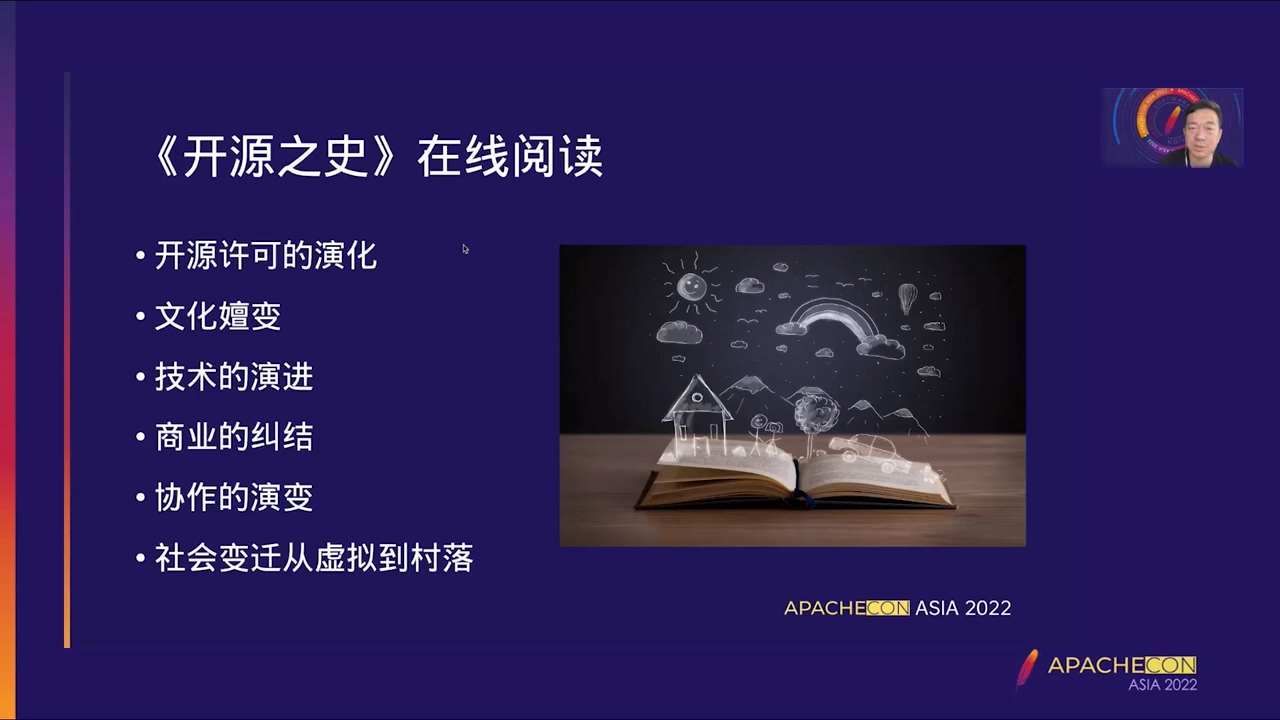 《开源之史》在线阅读
• 开源许可的演化
• 文化嬗变
• 技术的演进
• 商业的纠结
• 协作的演变
• 社会变迁从虚拟到村落
APACHECON ASIA 2022
APACHECON
ASIA 2022